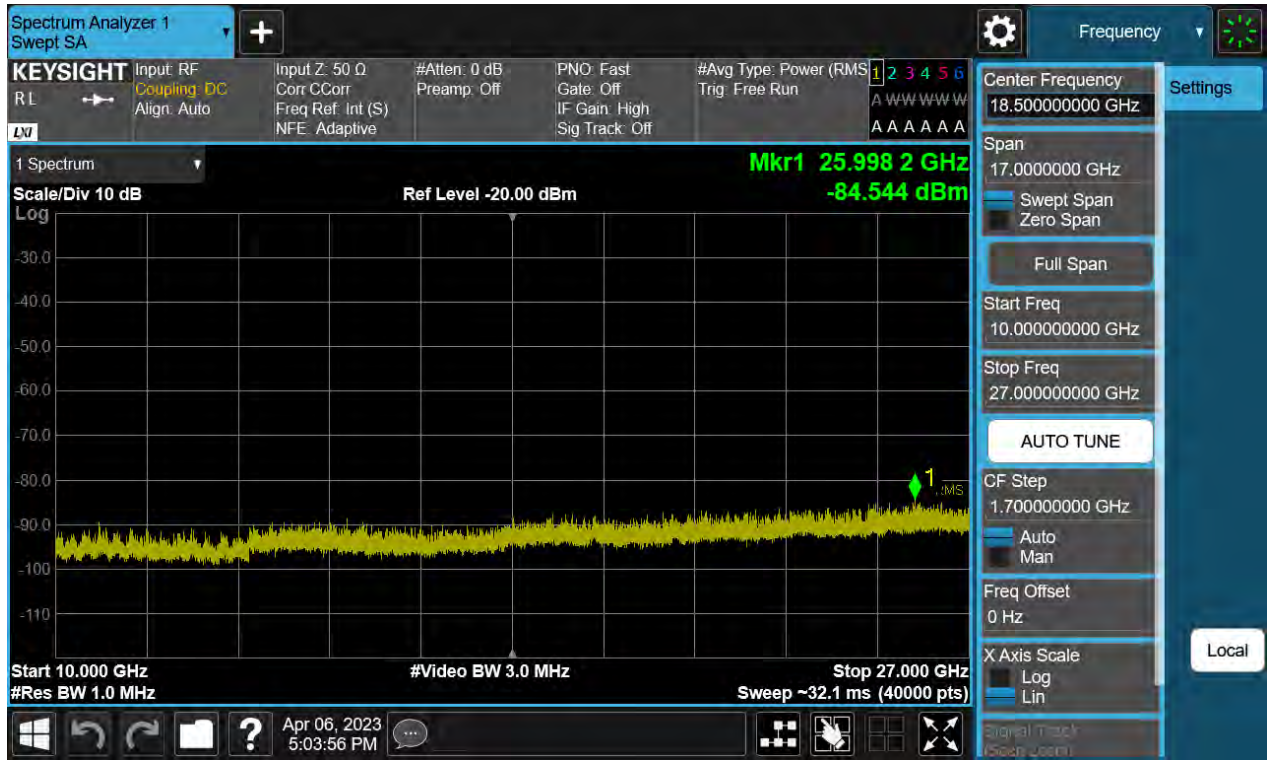 Spectrum Analyzer 1
Swept SA
Frequency
KEYSIGHT
RL
LXI
Input: RF
Coupling: DC
Align: Auto
Input Z: 50 Ω
Corr CCorr
Freq Ref: Int (S)
NFE: Adaptive
#Atten: 0 dB
Preamp: Off
PNO: Fast
Gate: Off
IF Gain: High
Sig Track: Off
#Avg Type: Power (RMS
Trig: Free Run
1 2 3 4 5 6
A W W W W W
A A A A A A
1 Spectrum
Scale/Div 10 dB
Log
Ref Level -20.00 dBm
Mkr1 25.998 2 GHz
-84.544 dBm
-30.0
-40.0
-50.0
-60.0
-70.0
-80.0
-90.0
-100
-110
1
RMS
Start 10.000 GHz
#Res BW 1.0 MHz
#Video BW 3.0 MHz
Stop 27.000 GHz
Sweep ~32.1 ms (40000 pts)
Center Frequency
18.500000000 GHz
Span
17.0000000 GHz
Swept Span
Zero Span
Full Span
Start Freq
10.000000000 GHz
Stop Freq
27.000000000 GHz
AUTO TUNE
CF Step
1.700000000 GHz
Auto
Man
Freq Offset
0 Hz
X Axis Scale
Log
Lin
Signal Track
(Span Zoom)
Settings
Local
?
Apr 06, 2023
5:03:56 PM